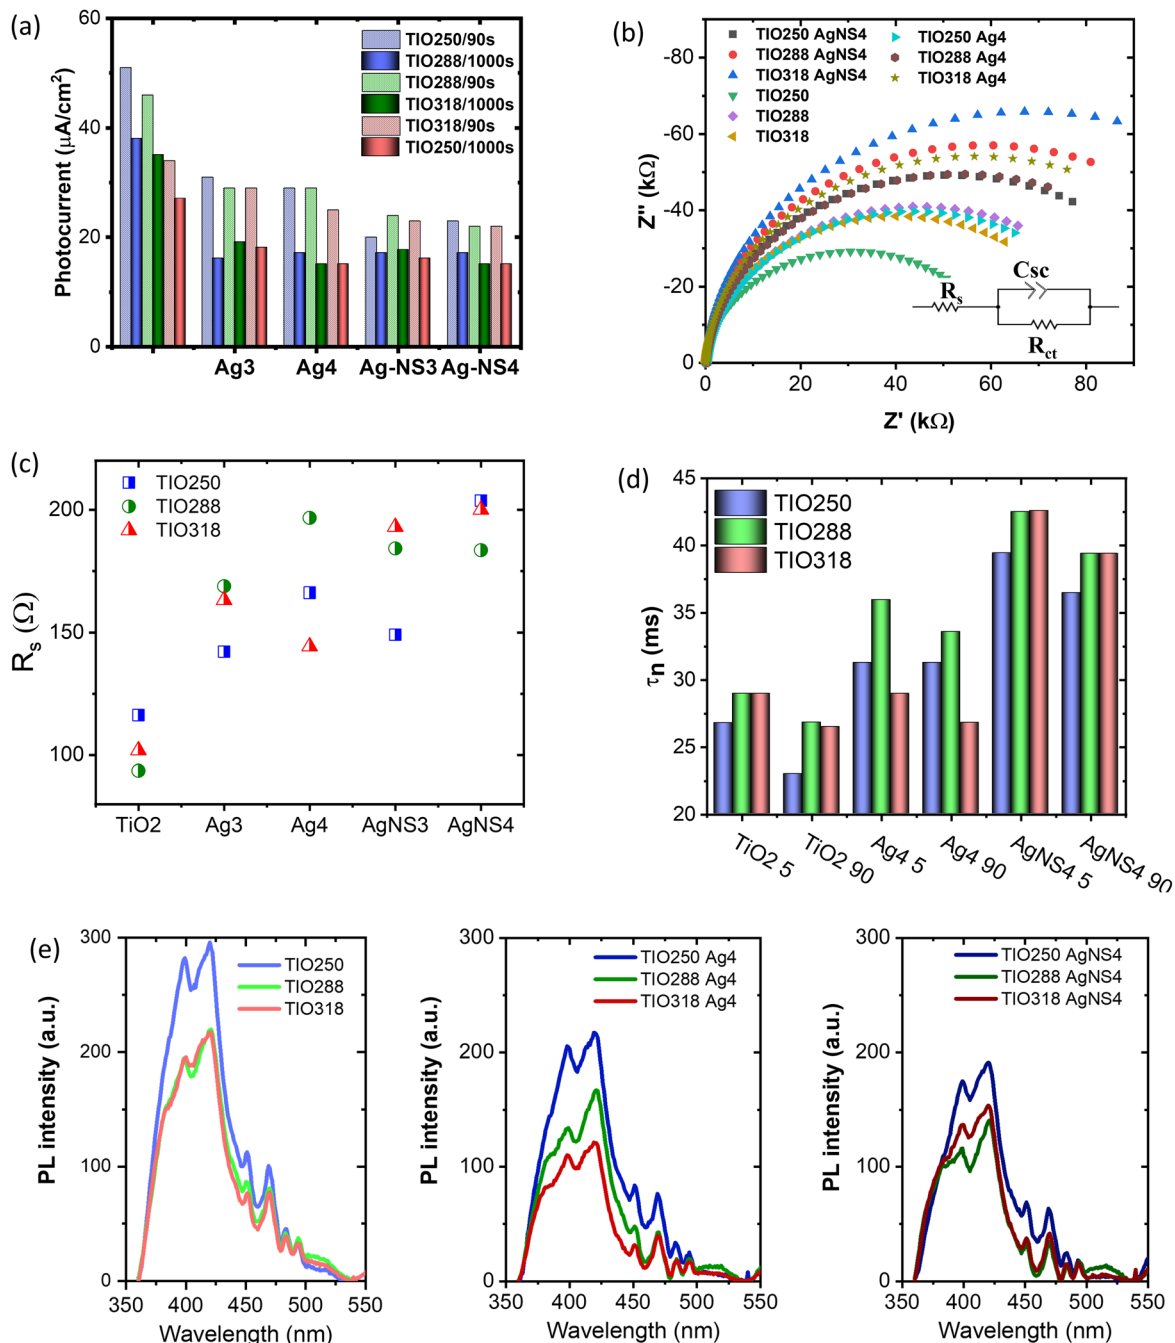 (a)
60
40
20
0
Photocurrent (μA/cm²)
TIO250/90s
TIO288/1000s
TIO288/90s
TIO318/1000s
TIO318/90s
TIO250/1000s
Ag3 Ag4 Ag-NS3 Ag-NS4
(b)
TIO250 AgNS4
TIO288 AgNS4
TIO318 AgNS4
TIO250
TIO288
TIO318
TIO250 Ag4
TIO288 Ag4
TIO318 Ag4
-80
-60
-40
-20
0
Z'' (kΩ)
Csc
Rs
Rct
0 20 40 60 80
Z' (kΩ)
(c)
TIO250
TIO288
TIO318
200
150
100
Rs (Ω)
TiO2 Ag3 Ag4 AgNS3 AgNS4
(d)
TIO250
TIO288
TIO318
45
40
35
30
25
20
τn (ms)
TiO2 5 TiO2 90 Ag4 5 Ag4 90 AgNS4 5 AgNS4 90
(e)
300
200
100
0
PL intensity (a.u.)
TIO250
TIO288
TIO318
350 400 450 500 550
Wavelength (nm)
300
200
100
0
PL intensity (a.u.)
TIO250 Ag4
TIO288 Ag4
TIO318 Ag4
350 400 450 500 550
Wavelength (nm)
300
200
100
0
PL intensity (a.u.)
TIO250 AgNS4
TIO288 AgNS4
TIO318 AgNS4
350 400 450 500 550
Wavelength (nm)